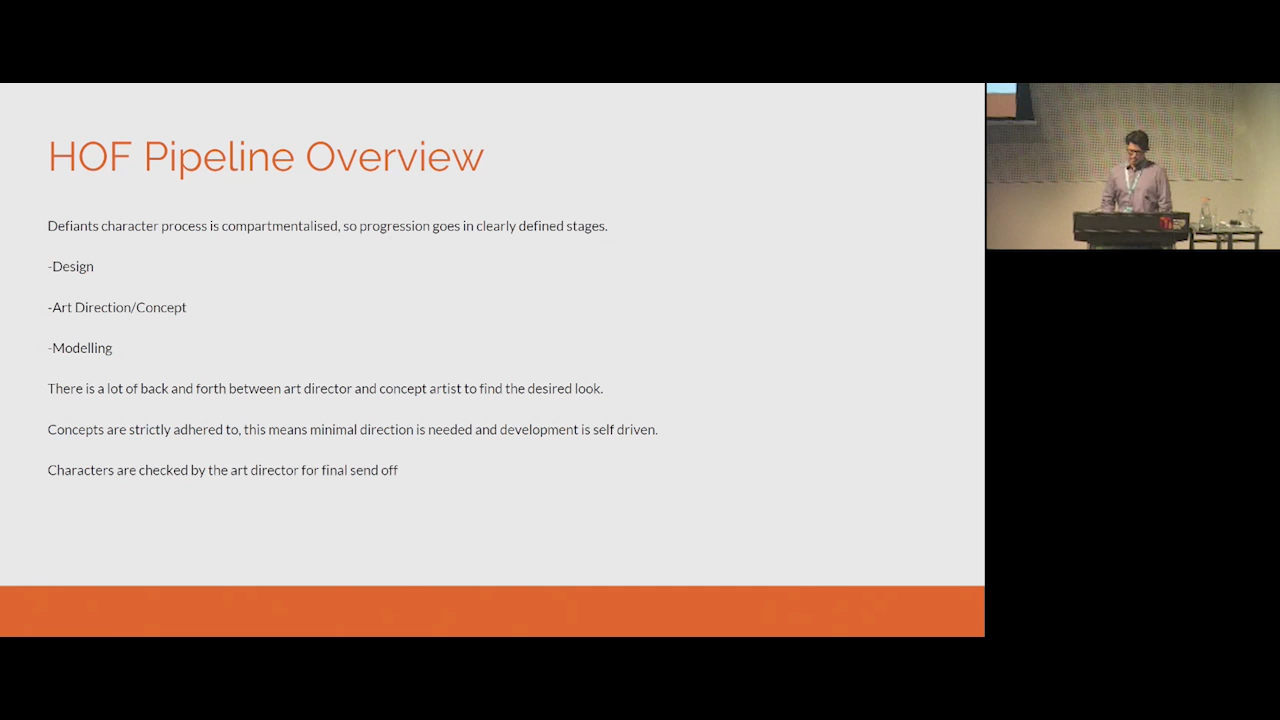 HOF Pipeline Overview
Defiants character process is compartmentalised, so progression goes in clearly defined stages.
-Design
-Art Direction/Concept
-Modelling
There is a lot of back and forth between art director and concept artist to find the desired look.
Concepts are strictly adhered to, this means minimal direction is needed and development is self driven.
Characters are checked by the art director for final send off